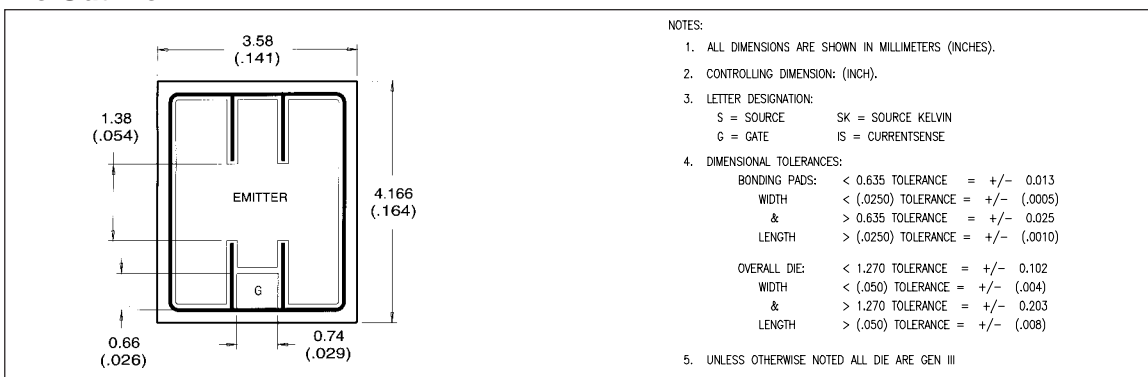 3.58
(.141)
1.38
(.054)
EMITTER
4.166
(.164)
G
0.66
(.026)
0.74
(.029)
NOTES:
1. ALL DIMENSIONS ARE SHOWN IN MILLIMETERS (INCHES).
2. CONTROLLING DIMENSION: (INCH).
3. LETTER DESIGNATION:
S = SOURCE SK = SOURCE KELVIN
G = GATE IS = CURRENTSENSE
4. DIMENSIONAL TOLERANCES:
BONDING PADS: < 0.635 TOLERANCE = +/- 0.013
WIDTH < (.0250) TOLERANCE = +/- (.0005)
& > 0.635 TOLERANCE = +/- 0.025
LENGTH > (.0250) TOLERANCE = +/- (.0010)
OVERALL DIE: < 1.270 TOLERANCE = +/- 0.102
WIDTH < (.050) TOLERANCE = +/- (.004)
& > 1.270 TOLERANCE = +/- 0.203
LENGTH > (.050) TOLERANCE = +/- (.008)
5. UNLESS OTHERWISE NOTED ALL DIE ARE GEN III